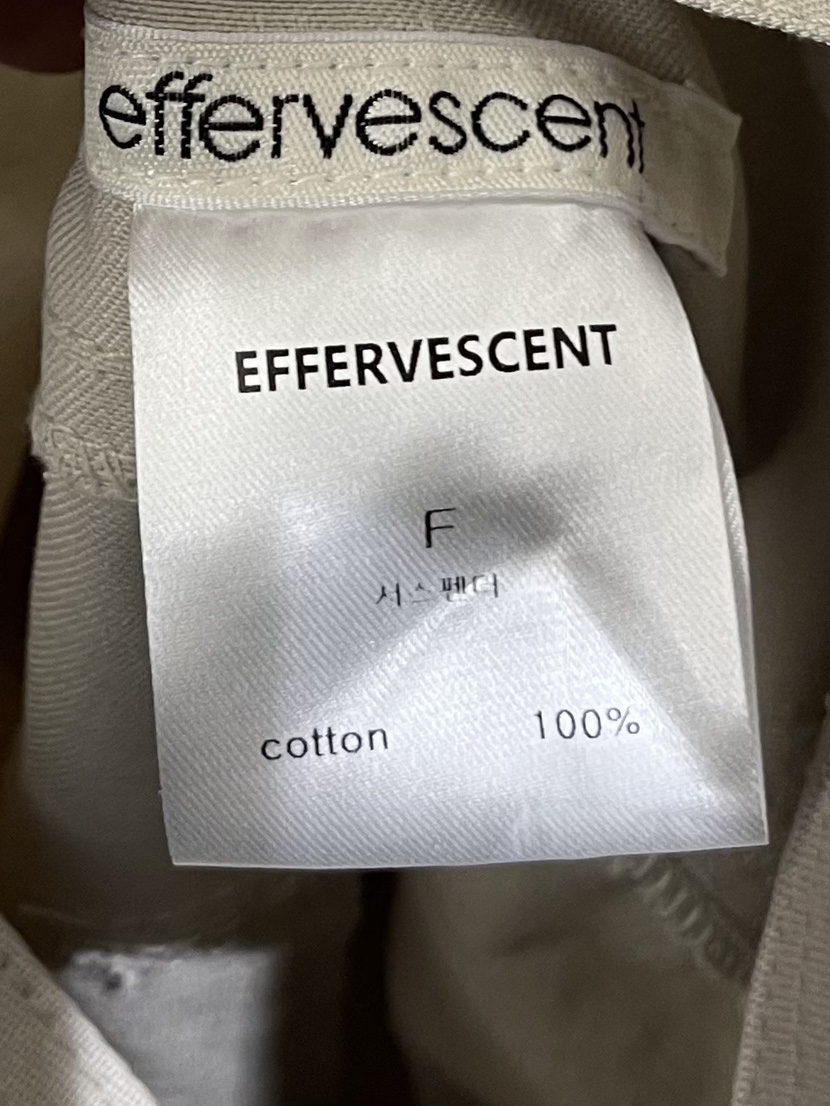 effervescent
EFFERVESCENT
F
서스펜더
cotton 100%